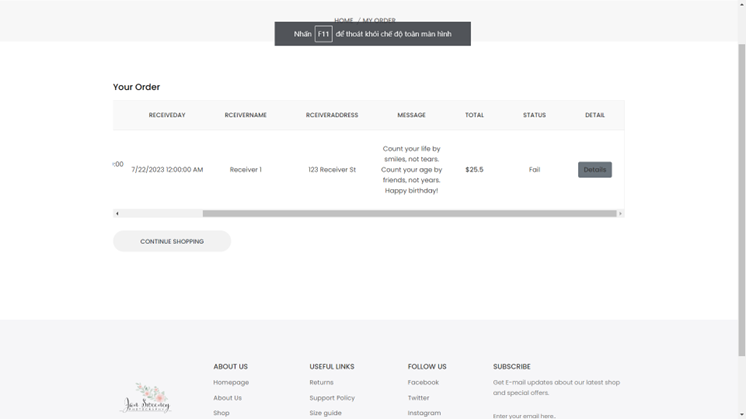 HOME / MY ORDER
Nhấn F11 để thoát khỏi chế độ toàn màn hình
Your Order
RECEIVEDAY RCEIVERNAME RCEIVERADDRESS MESSAGE TOTAL STATUS DETAIL
Count your life by
smiles, not tears.
:00 7/22/2023 12:00:00 AM Receiver 1 123 Receiver St Count your age by $25.5 Fail Details
friends, not years.
Happy birthday!
CONTINUE SHOPPING
ABOUT US USEFUL LINKS FOLLOW US SUBSCRIBE
Homepage Returns Facebook Get E-mail updates about our latest shop
and special offers.
About Us Support Policy Twitter
Shop Size guide Instagram Enter your email here..